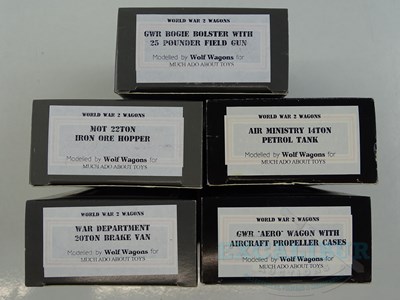 WORLD WAR 2 WAGONS
GWR BOGIE BOLSTER WITH
25 POUNDER FIELD GUN
Modelled by Wolf Wagons for
MUCH ADO ABOUT TOYS
WORLD WAR 2 WAGONS
MOT 22TON
IRON ORE HOPPER
Modelled by Wolf Wagons for
MUCH ADO ABOUT TOYS
WORLD WAR 2 WAGONS
AIR MINISTRY 14TON
PETROL TANK
Modelled by Wolf Wagons for
MUCH ADO ABOUT TOYS
WORLD WAR 2 WAGONS
WAR DEPARTMENT
20TON BRAKE VAN
Modelled by Wolf Wagons for
MUCH ADO ABOUT TOYS
WORLD WAR 2 WAGONS
GWR 'AERO' WAGON WITH
AIRCRAFT PROPELLER CASES
Modelled by Wolf Wagons for
MUCH ADO ABOUT TOYS